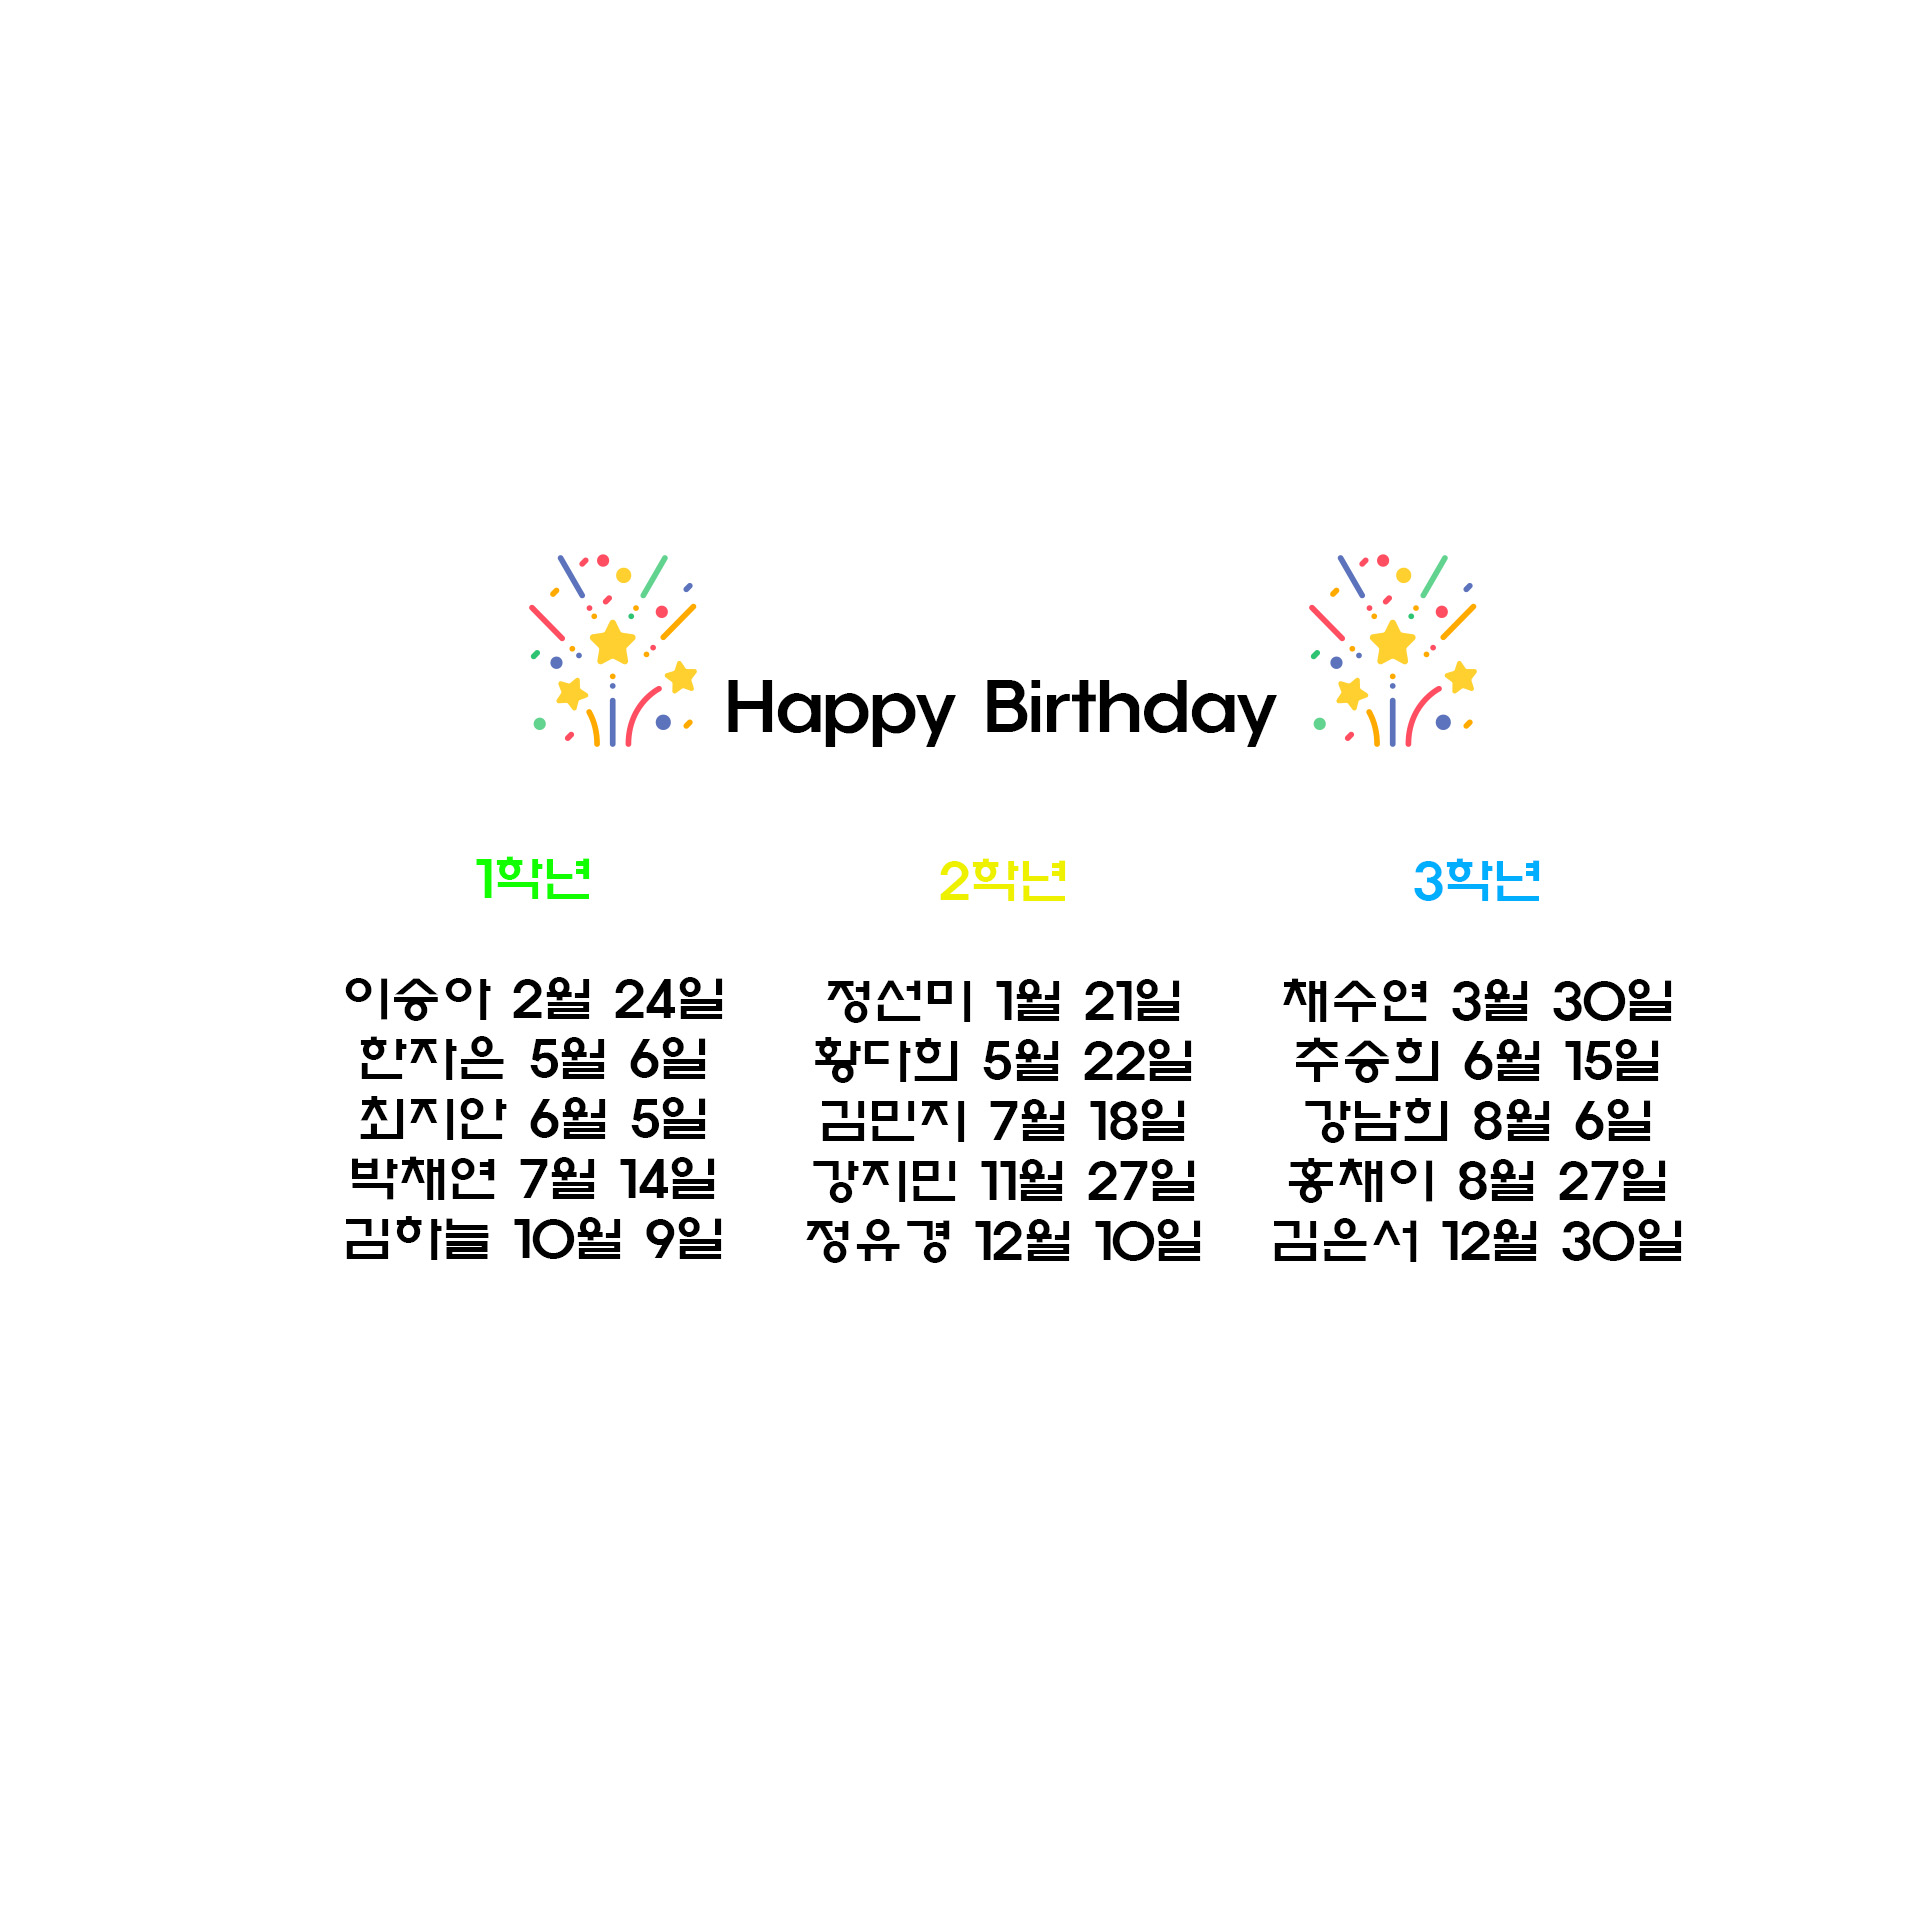 Happy Birthday
1학년
이승아 2월 24일
한자은 5월 6일
최지안 6월 5일
박채연 7월 14일
김하늘 10월 9일
2학년
정선미 1월 21일
황다희 5월 22일
김민지 7월 18일
강지민 11월 27일
정유경 12월 10일
3학년
채수연 3월 30일
추승희 6월 15일
강남희 8월 6일
홍채이 8월 27일
김은서 12월 30일